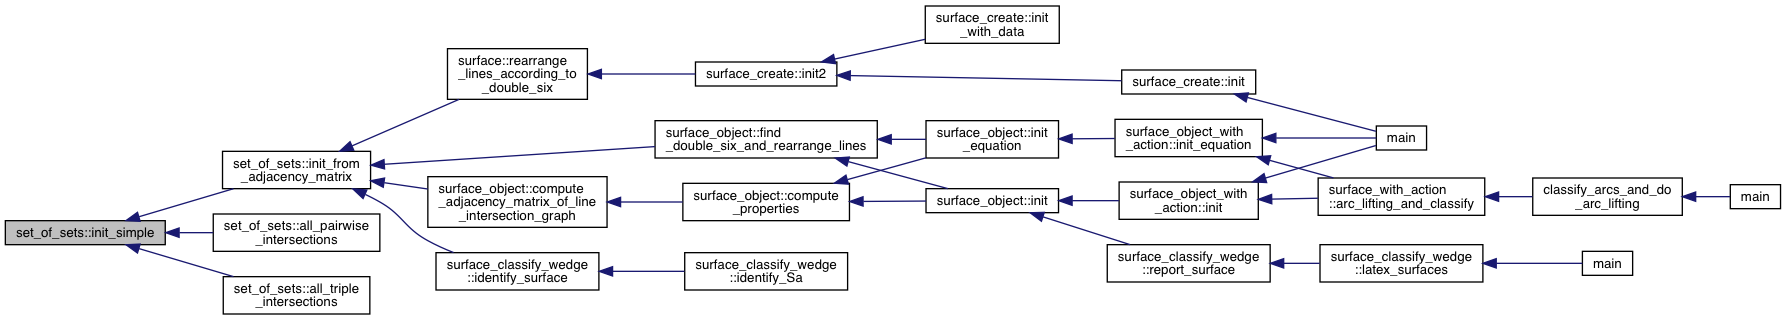 set_of_sets::init_simple
set_of_sets::init_from
_adjacency_matrix
set_of_sets::all_pairwise
_intersections
set_of_sets::all_triple
_intersections
surface::rearrange
_lines_according_to
_double_six
surface_object::compute
_adjacency_matrix_of_line
_intersection_graph
surface_classify_wedge
::identify_surface
surface_create::init2
surface_object::find
_double_six_and_rearrange_lines
surface_object::compute
_properties
surface_classify_wedge
::identify_Sa
surface_create::init
_with_data
surface_object::init
_equation
surface_object::init
surface_create::init
surface_object_with
_action::init_equation
surface_object_with
_action::init
surface_classify_wedge
::report_surface
main
surface_with_action
::arc_lifting_and_classify
surface_classify_wedge
::latex_surfaces
classify_arcs_and_do
_arc_lifting
main
main